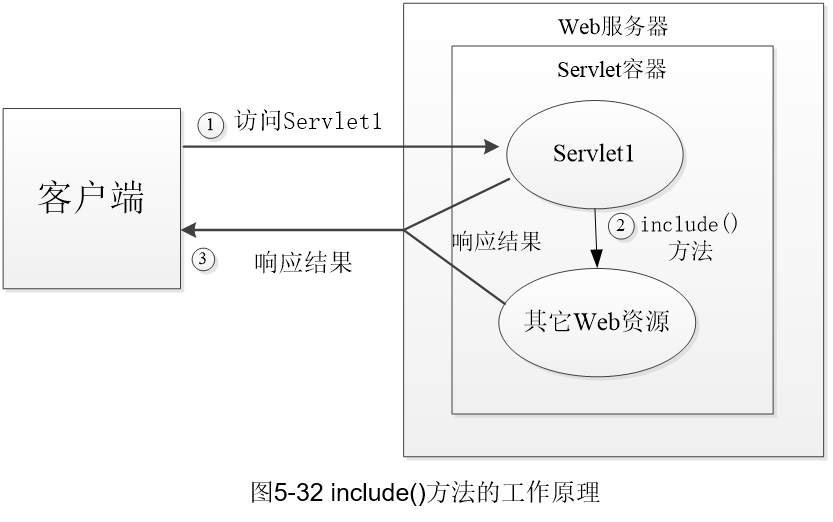 Web服务器
Servlet容器
① 访问Servlet1
Servlet1
客户端
② include()
方法
响应结果
③ 响应结果
其它Web资源
图5-32 include()方法的工作原理